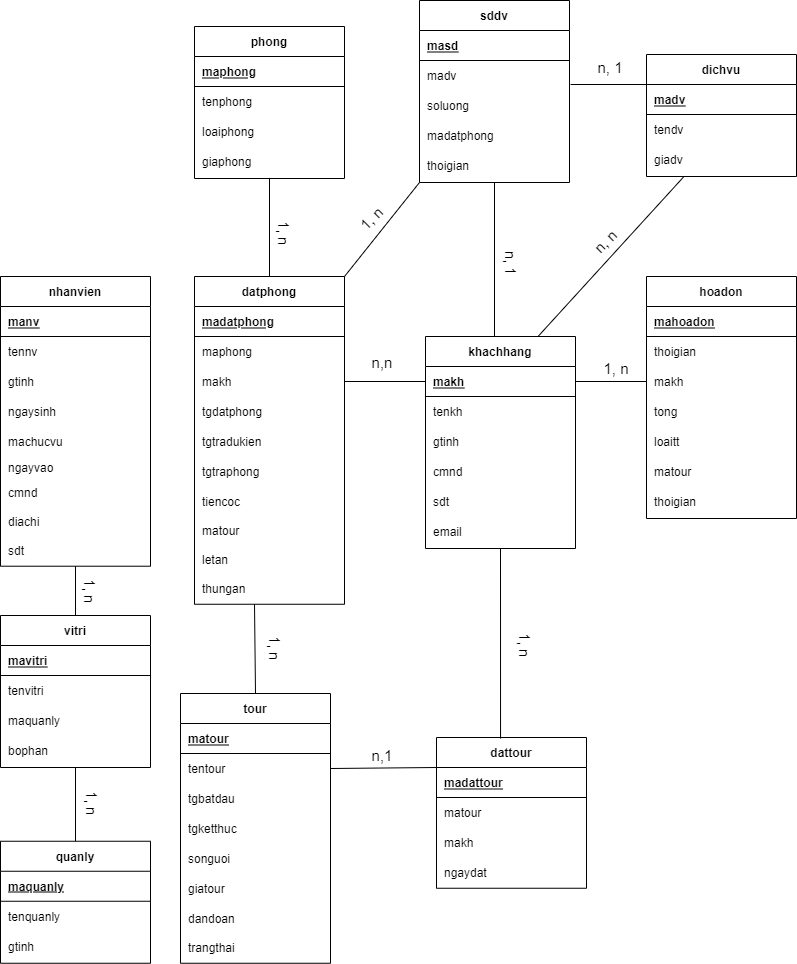 sddv
masd
madv
soluong
madatphong
thoigian
phong
maphong
tenphong
loaiphong
giaphong
n, 1
dichvu
madv
tendv
giadv
1, n
1, n
n, 1
n, n
nhanvien
manv
tennv
gtinh
ngaysinh
machucvu
ngayvao
cmnd
diachi
sdt
datphong
madatphong
maphong
makh
tgdatphong
tgtradukien
tgtraphong
tiencoc
matour
letan
thungan
n,n
khachhang
makh
tenkh
gtinh
cmnd
sdt
email
1, n
hoadon
mahoadon
thoigian
makh
tong
loaitt
matour
thoigian
1, n
1, n
1, n
vitri
mavitri
tenvitri
maquanly
bophan
1, n
quanly
maquanly
tenquanly
gtinh
tour
matour
tentour
tgbatdau
tgketthuc
songuoi
giatour
dandoan
trangthai
n,1
dattour
madattour
matour
makh
ngaydat